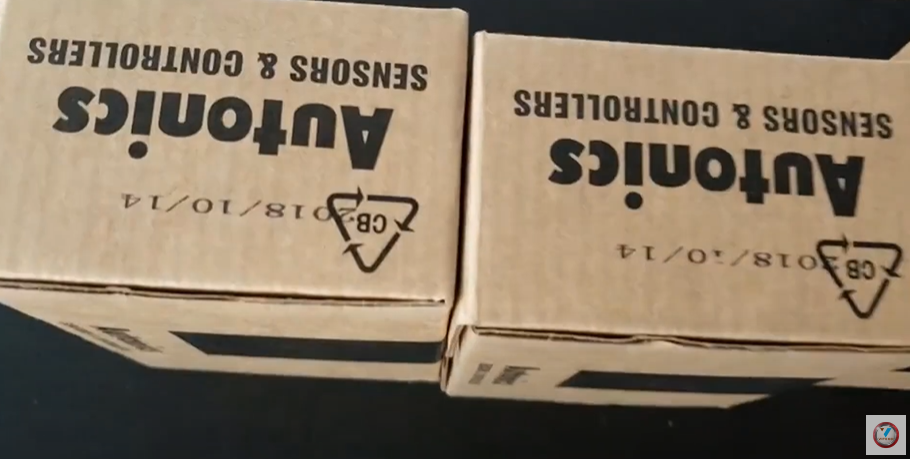 Autonics
SENSORS & CONTROLLERS
CB
2018/10/14
Autonics
SENSORS & CONTROLLERS
CB
2018/10/14